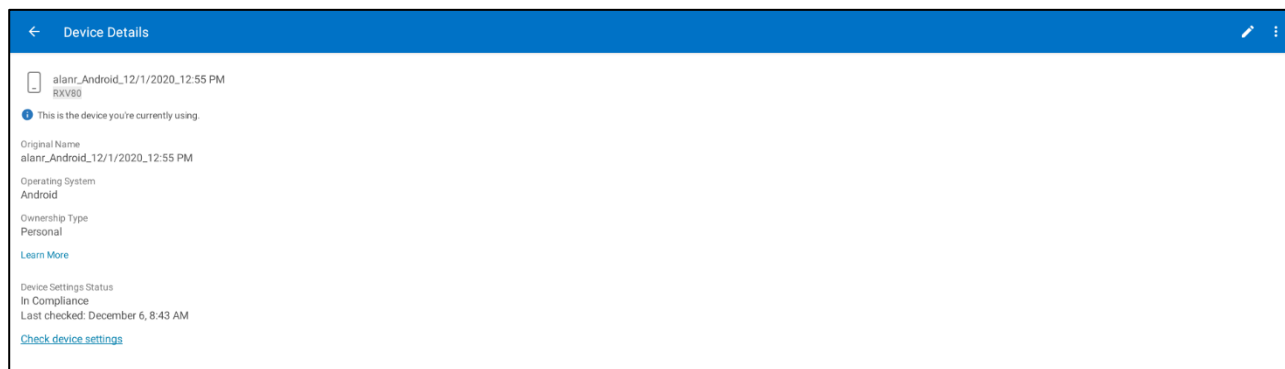 Device Details
alanr_Android_12/1/2020_12:55 PM
RXV80
This is the device you're currently using.
Original Name
alanr_Android_12/1/2020_12:55 PM
Operating System
Android
Ownership Type
Personal
Learn More
Device Settings Status
In Compliance
Last checked: December 6, 8:43 AM
Check device settings